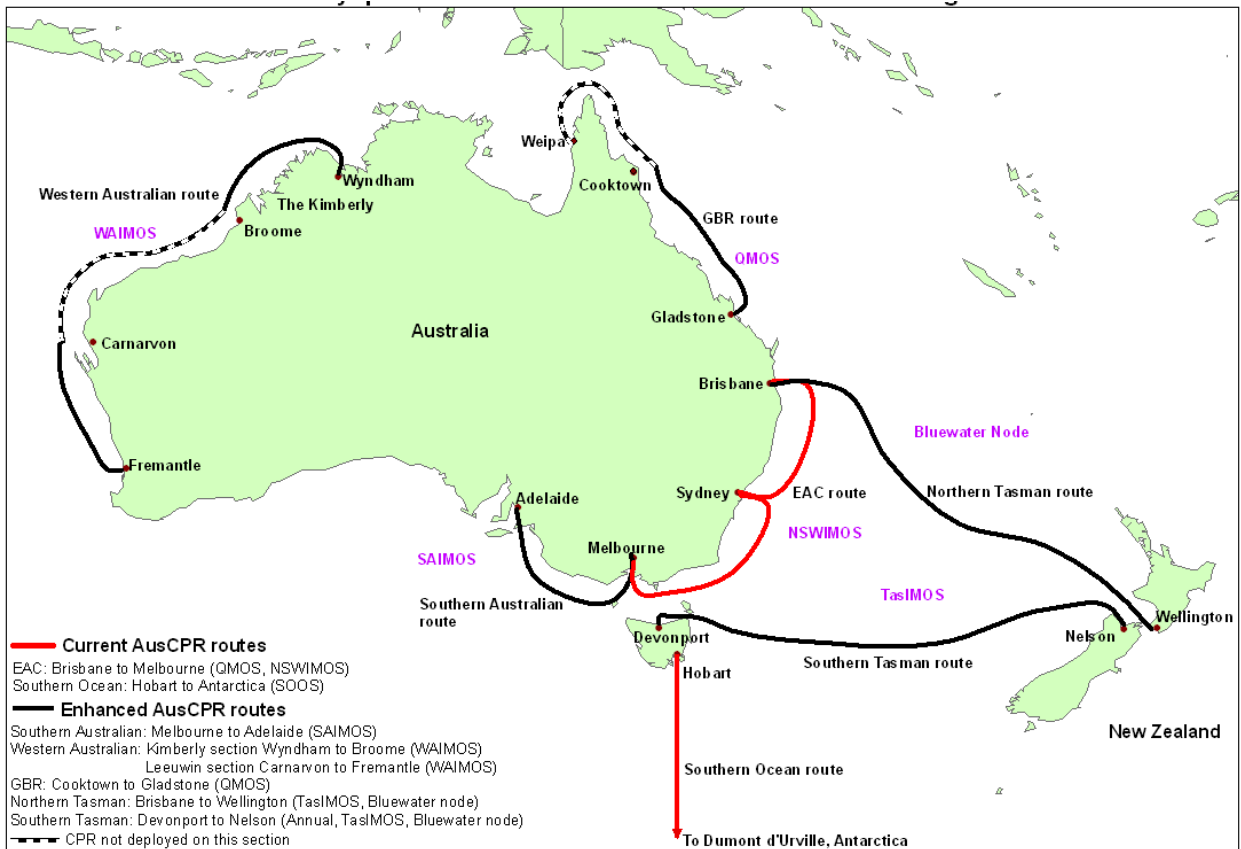 Weipa
Cooktown
Wyndham
Western Australian route
The Kimberly
GBR route
Broome
WAIMOS
QMOS
Gladstone
Australia
Carnarvon
Brisbane
Bluewater Node
Fremantle
Adelaide
Sydney
EAC route
Northern Tasman route
NSWIMOS
Melbourne
SAIMOS
TasIMOS
Southern Australian
route
Devonport
Nelson
Wellington
Southern Tasman route
Hobart
New Zealand
Southern Ocean route
To Dumont d'Urville, Antarctica
Current AusCPR routes
EAC: Brisbane to Melbourne (QMOS, NSWIMOS)
Southern Ocean: Hobart to Antarctica (SOOS)
Enhanced AusCPR routes
Southern Australian: Melbourne to Adelaide (SAIMOS)
Western Australian: Kimberly section Wyndham to Broome (WAIMOS)
Leeuwin section Carnarvon to Fremantle (WAIMOS)
GBR: Cooktown to Gladstone (QMOS)
Northern Tasman: Brisbane to Wellington (TasIMOS, Bluewater node)
Southern Tasman: Devonport to Nelson (Annual, TasIMOS, Bluewater node)
CPR not deployed on this section